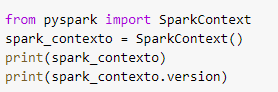 from pyspark import SparkContext
spark_contexto = SparkContext()
print(spark_contexto)
print(spark_contexto.version)